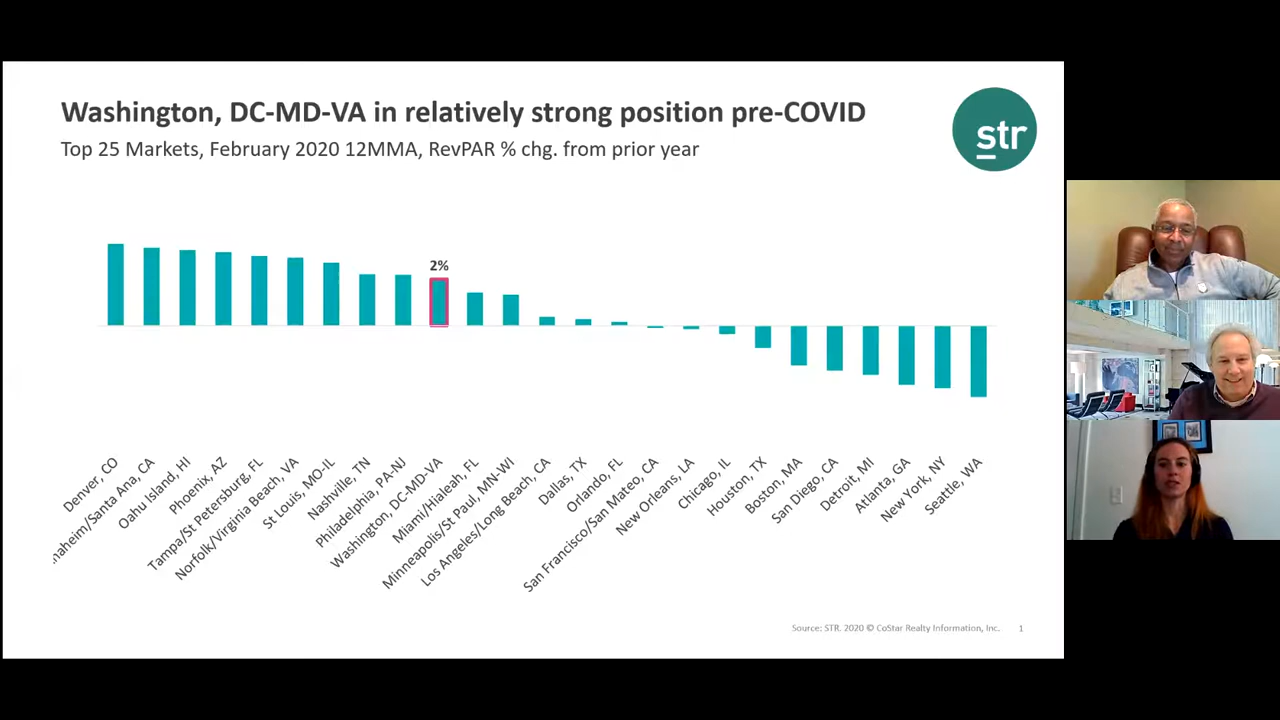 Washington, DC-MD-VA in relatively strong position pre-COVID
Top 25 Markets, February 2020 12MMA, RevPAR % chg. from prior year
str
2%
Denver, CO
naheim/Santa Ana, CA
Oahu Island, HI
Phoenix, AZ
Tampa/St Petersburg, FL
Norfolk/Virginia Beach, VA
St Louis, MO-IL
Nashville, TN
Philadelphia, PA-NJ
Washington, DC-MD-VA
Miami/Hialeah, FL
Minneapolis/St Paul, MN-WI
Los Angeles/Long Beach, CA
Dallas, TX
Orlando, FL
San Francisco/San Mateo, CA
New Orleans, LA
Chicago, IL
Houston, TX
Boston, MA
San Diego, CA
Detroit, MI
Atlanta, GA
New York, NY
Seattle, WA
Source: STR. 2020 © CoStar Realty Information, Inc. 1